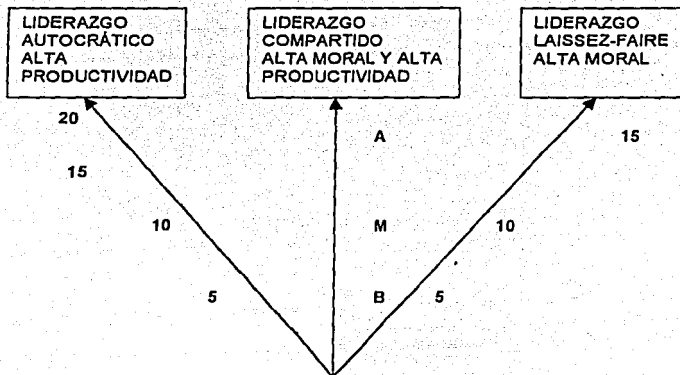 LIDERAZGO
AUTOCRÁTICO
ALTA
PRODUCTIVIDAD
LIDERAZGO
COMPARTIDO
ALTA MORAL Y ALTA
PRODUCTIVIDAD
LIDERAZGO
LAISSEZ-FAIRE
ALTA MORAL
20
A
15
15
10
M
10
5
B
5